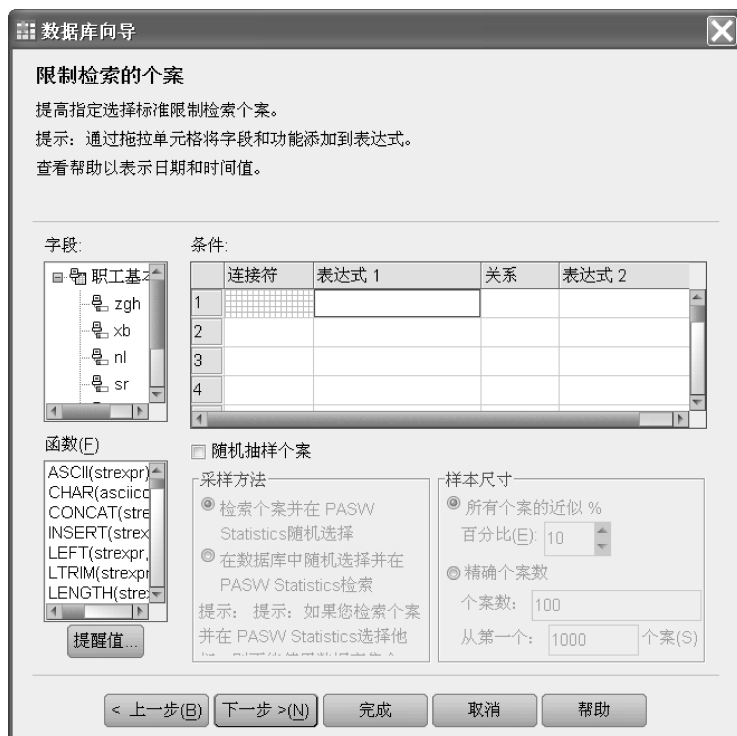 数据库向导
限制检索的个案
提高指定选择标准限制检索个案。
提示：通过拖拉单元格将字段和功能添加到表达式。
查看帮助以表示日期和时间值。
字段:
职工基本
zgh
xb
nl
sr
条件:
连接符 表达式 1 关系 表达式 2
1
2
3
4
函数(F)
ASCII(strexpr)
CHAR(asciicc
CONCAT(stre
INSERT(strex
LEFT(strexpr,
LTRIM(strexpr
LENGTH(stre
提醒值...
随机抽样个案
采样方法
检索个案并在 PASW
Statistics随机选择
在数据库中随机选择并在
PASW Statistics检索
提示： 提示：如果您检索个案
并在 PASW Statistics选择他
样本尺寸
所有个案的近似 %
百分比(E): 10
精确个案数
个案数： 100
从第一个： 1000 个案(S)
< 上一步(B) 下一步 >(N) 完成 取消 帮助